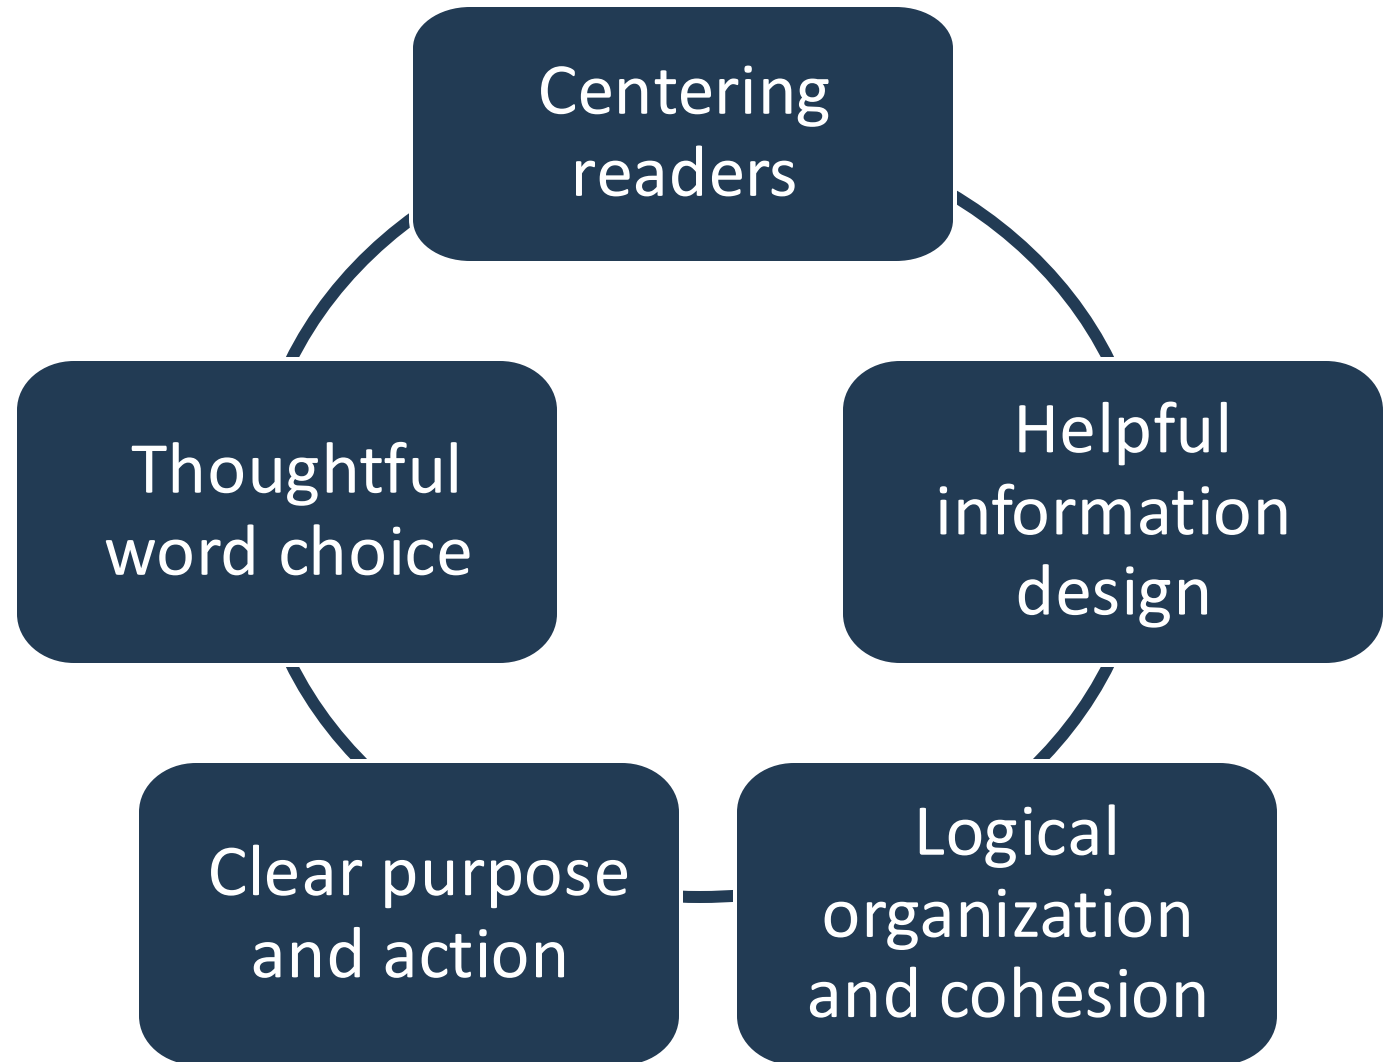 Centering
readers
Helpful
information
design
Logical
organization
and cohesion
Clear purpose
and action
Thoughtful
word choice